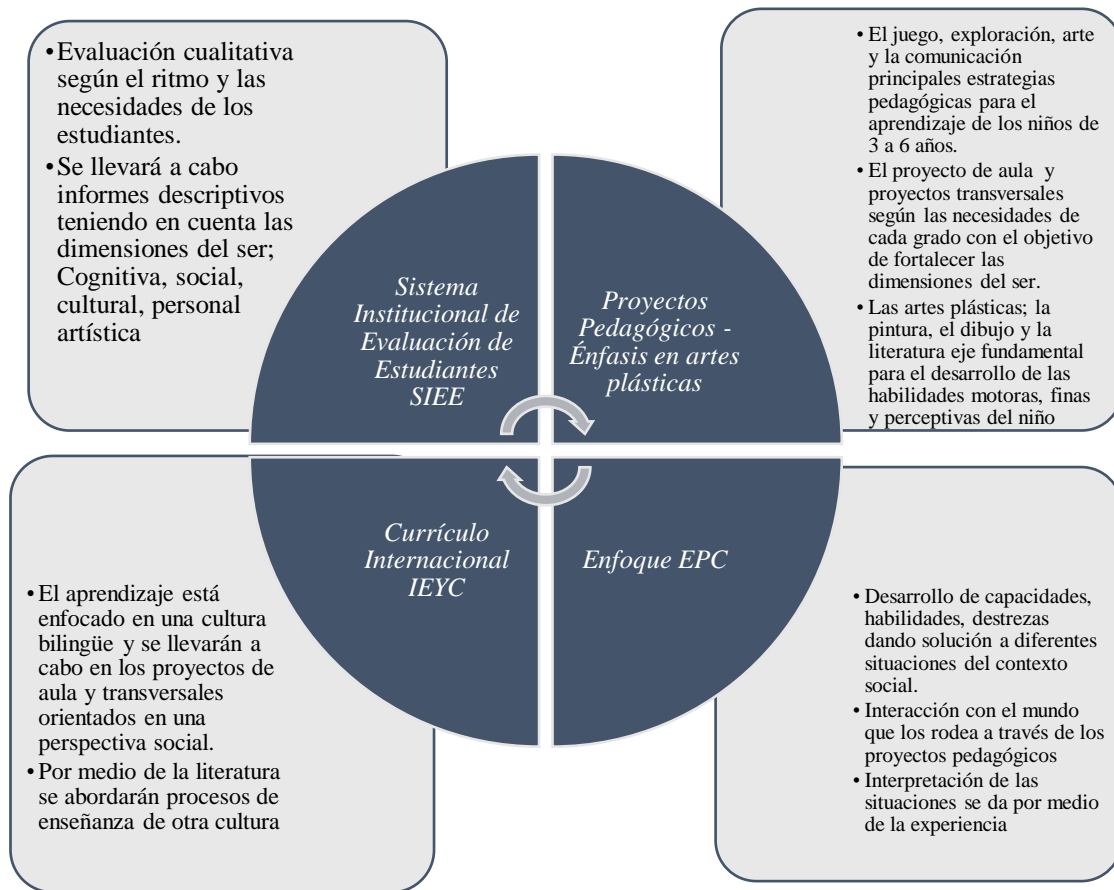 •Evaluación cualitativa
según el ritmo y las
necesidades de los
estudiantes.
•Se llevará a cabo
informes descriptivos
teniendo en cuenta las
dimensiones del ser;
Cognitiva, social,
cultural, personal
artística
• El juego, exploración, arte
y la comunicación
principales estrategias
pedagógicas para el
aprendizaje de los niños de
3 a 6 años.
• El proyecto de aula y
proyectos transversales
según las necesidades de
cada grado con el objetivo
de fortalecer las
dimensiones del ser.
• Las artes plásticas; la
pintura, el dibujo y la
literatura eje fundamental
para el desarrollo de las
habilidades motoras, finas
y perceptivas del niño
Sistema
Institucional de
Evaluación de
Estudiantes
SIEE
Proyectos
Pedagógicos -
Énfasis en artes
plásticas
Currículo
Internacional
IEYC
Enfoque EPC
• El aprendizaje está
enfocado en una cultura
bilingüe y se llevarán a
cabo en los proyectos de
aula y transversales
orientados en una
perspectiva social.
• Por medio de la literatura
se abordarán procesos de
enseñanza de otra cultura
• Desarrollo de capacidades,
habilidades, destrezas
dando solución a diferentes
situaciones del contexto
social.
• Interacción con el mundo
que los rodea a través de los
proyectos pedagógicos
• Interpretación de las
situaciones se da por medio
de la experiencia